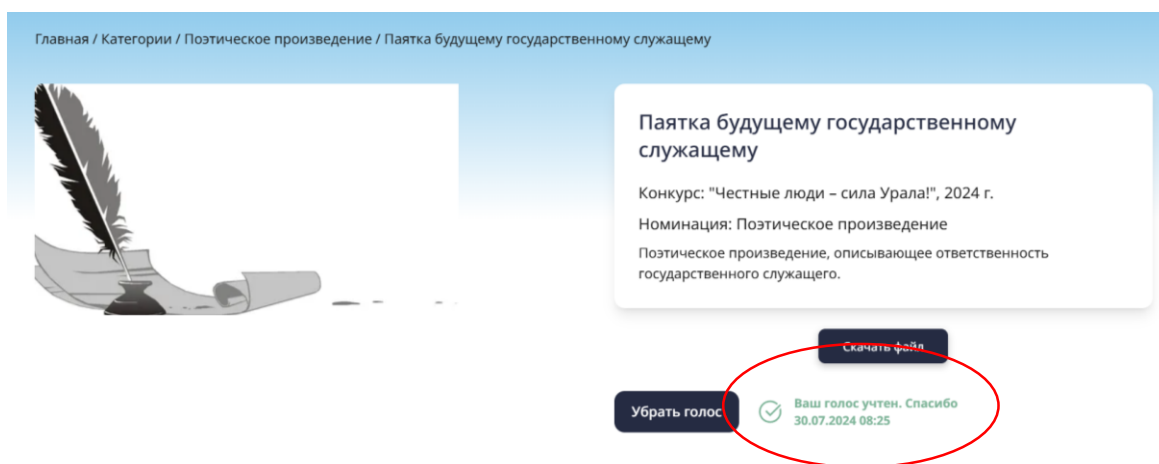 Главная / Категории / Поэтическое произведение / Паятка будущему государственному служащему
Паятка будущему государственному
служащему
Конкурс: "Честные люди – сила Урала!", 2024 г.
Номинация: Поэтическое произведение
Поэтическое произведение, описывающее ответственность
государственного служащего.
Скачать файл
Убрать голос
Ваш голос учтен. Спасибо
30.07.2024 08:25